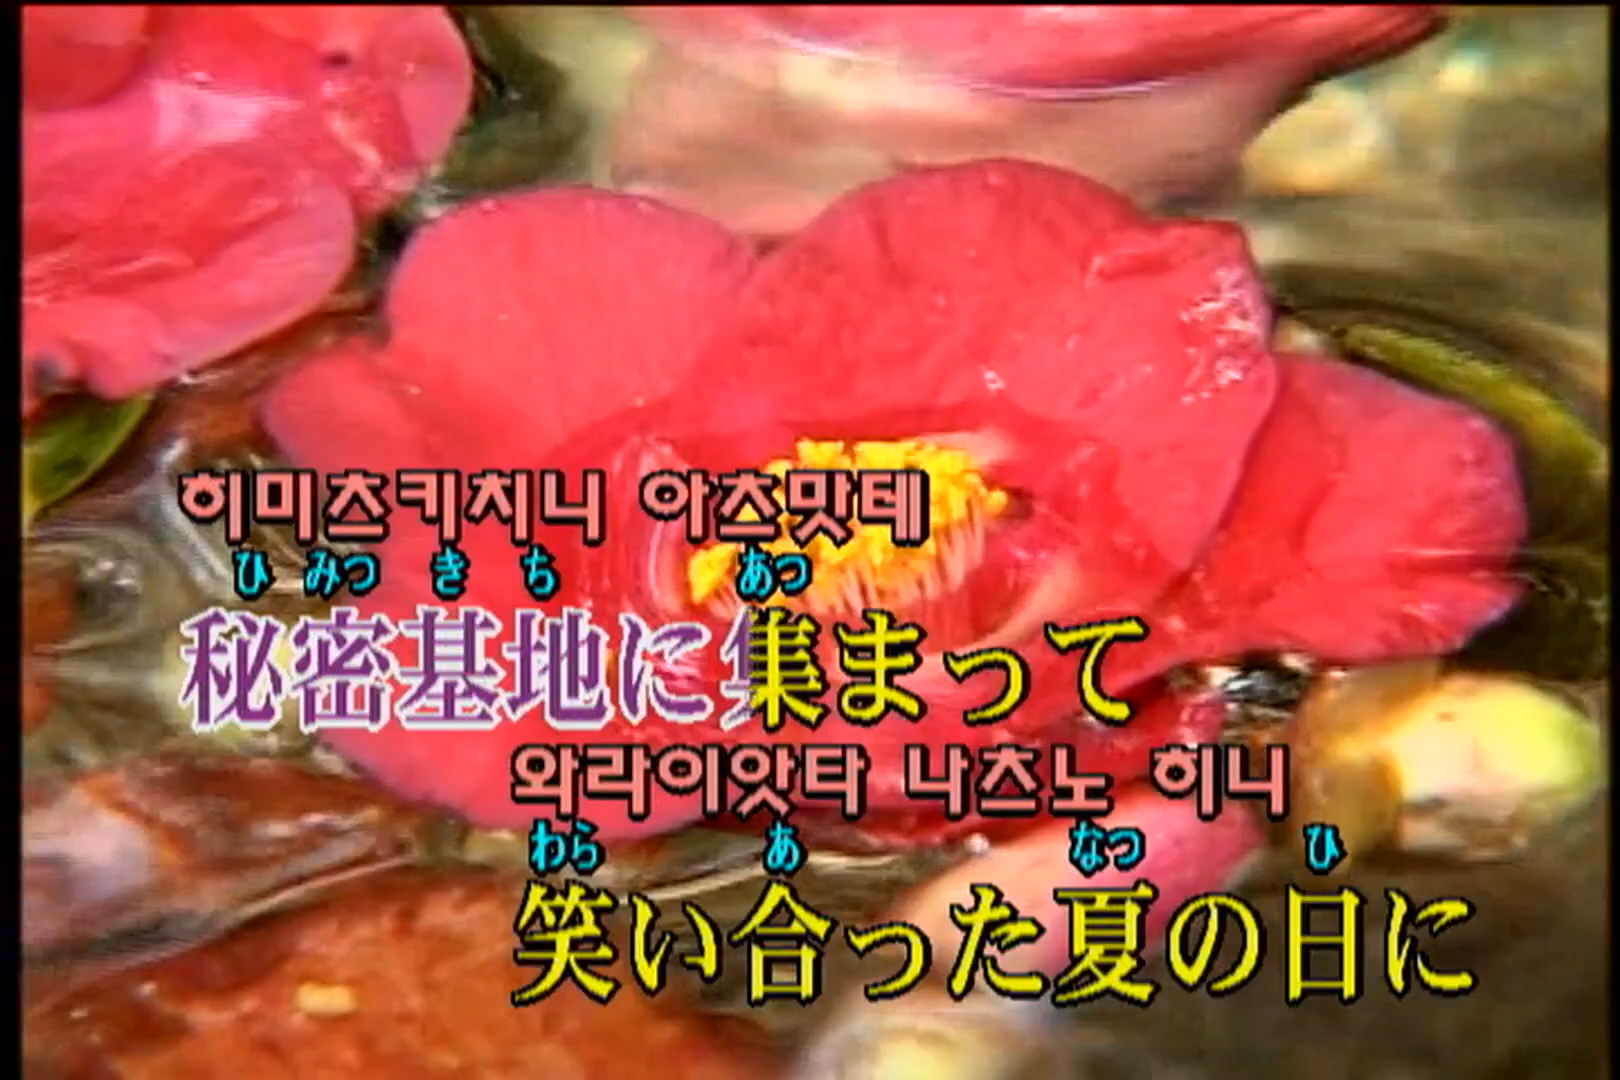 히미츠키치니 아츠맛테
ひ みつ き ち あつ
秘密基地に集まって
와라이앗타 나츠노 히니
わら あ なつ ひ
笑い合った夏の日に